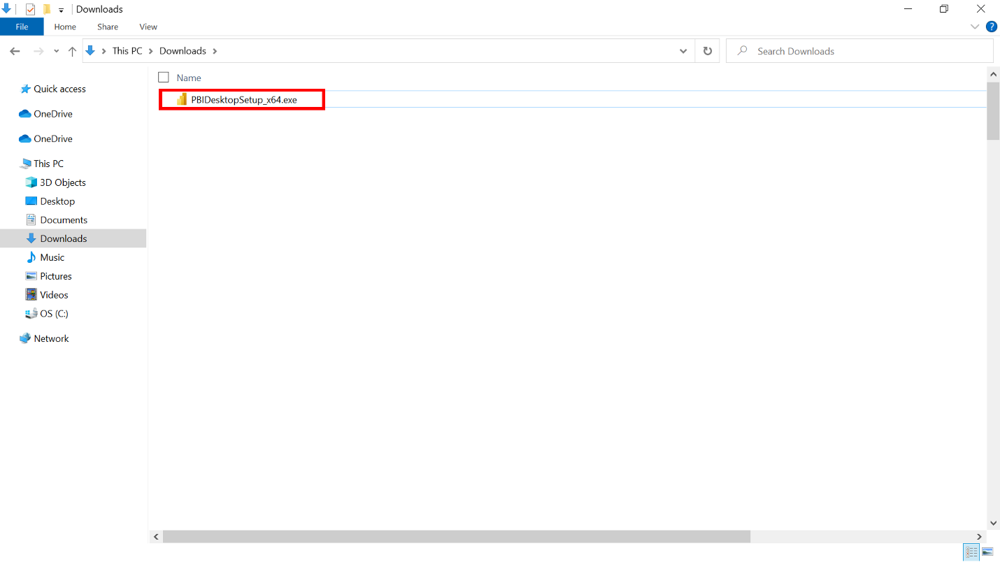 Downloads
File Home Share View
?
This PC Downloads
Search Downloads
Name
PBIDesktopSetup_x64.exe
Quick access
OneDrive
OneDrive
This PC
3D Objects
Desktop
Documents
Downloads
Music
Pictures
Videos
OS (C:)
Network